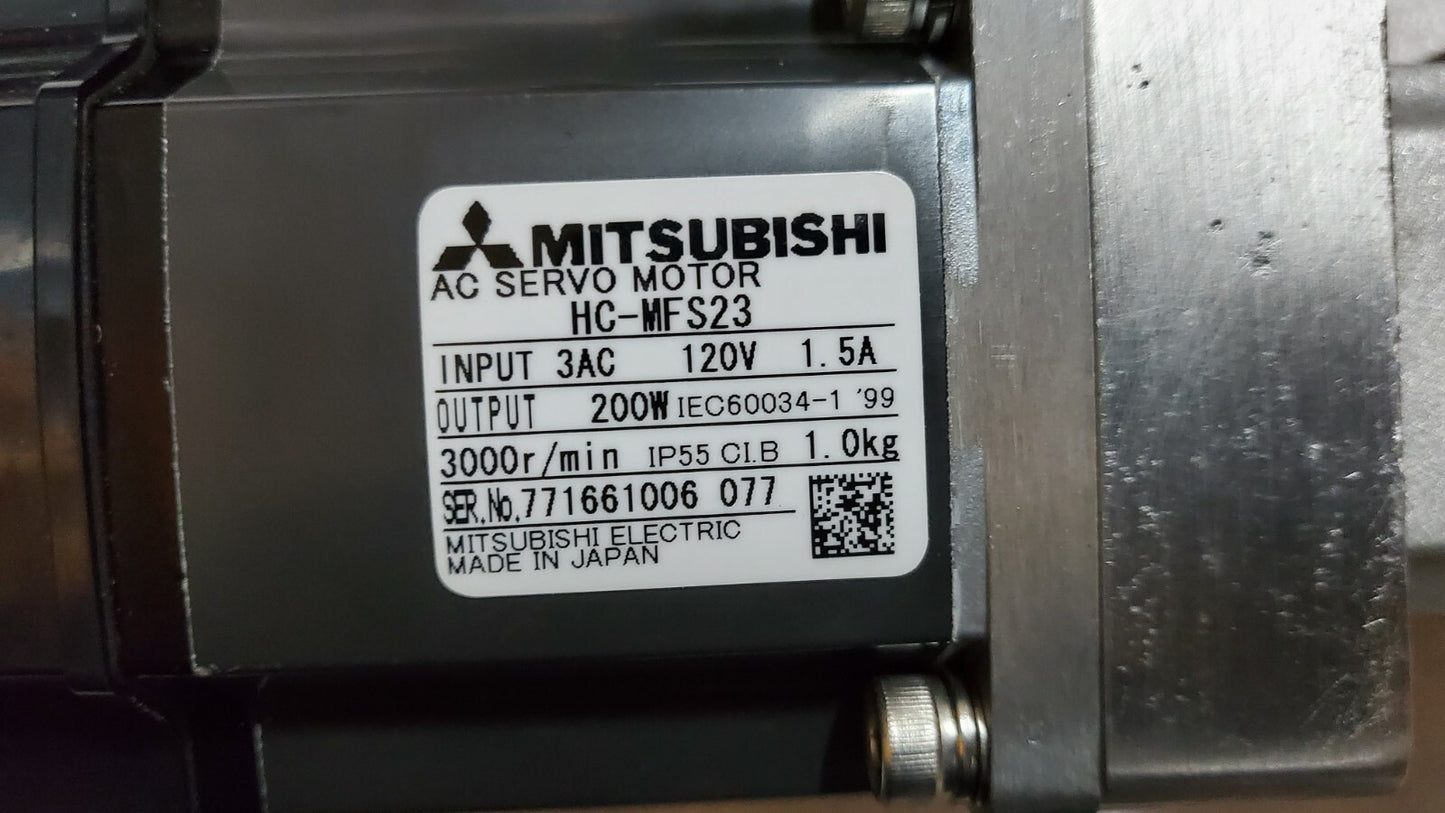 MITSUBISHI
AC SERVO MOTOR
HC-MFS23
INPUT 3AC 120V 1.5A
OUTPUT 200W IEC60034-1 '99
3000r/min IP55 CI.B 1.0kg
SER.No.771661006 077
MITSUBISHI ELECTRIC
MADE IN JAPAN